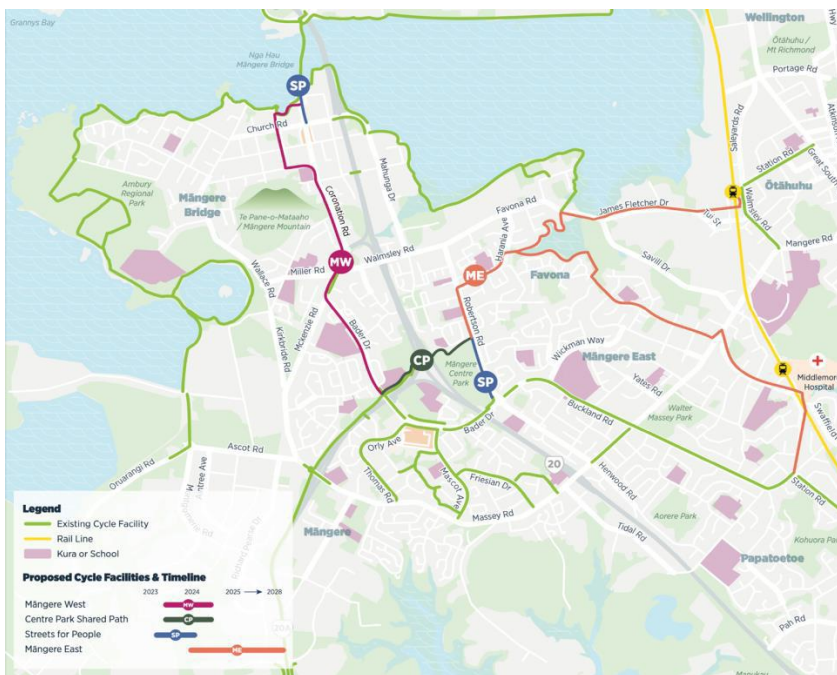 Grannys Bay
Wellington
Hwy
Ōtāhuhu /
Mt Richmond
Nga Hau
Māngere Bridge
Portage Rd
SP
Atkinson
Saleyards Rd
Church Rd
Station Rd
Great South
Mahunga Dr
Ambury
Regional
Park
Māngere
Bridge
Coronation Rd
Favona Rd
James Fletcher Dr
Ōtāhuhu
Walmsley Rd
Te Pane-o-Mataaho
/ Māngere Mountain
Harania Ave
Tui St
Mangere Rd
MW
Walmsley Rd
Savill Dr
Miller Rd
ME
Favona
Wallace Rd
Robertson Rd
Mckenzie Rd
Kirkbride Rd
Bader Dr
Wickman Way
Māngere East
CP
Māngere
Centre
Park
SP
Yates Rd
Middlemore
Hospital
Buckland Rd
Walter
Massey Park
Swaffield
Bader Dr
Orly Ave
Ascot Rd
20
Oruarangi Rd
Thomas Rd
Mascot Ave
Friesian Dr
Henwood Rd
Station Rd
Massey Rd
Aorere Park
Tidal Rd
Kohuora Park
Māngere
Papatoetoe
Pah Rd
20A
Legend
Existing Cycle Facility
Rail Line
Kura or School
Proposed Cycle Facilities & Timeline
2023 2024 2025 → 2026
Māngere West MW
Centre Park Shared Path CP
Streets for People SP
Māngere East ME